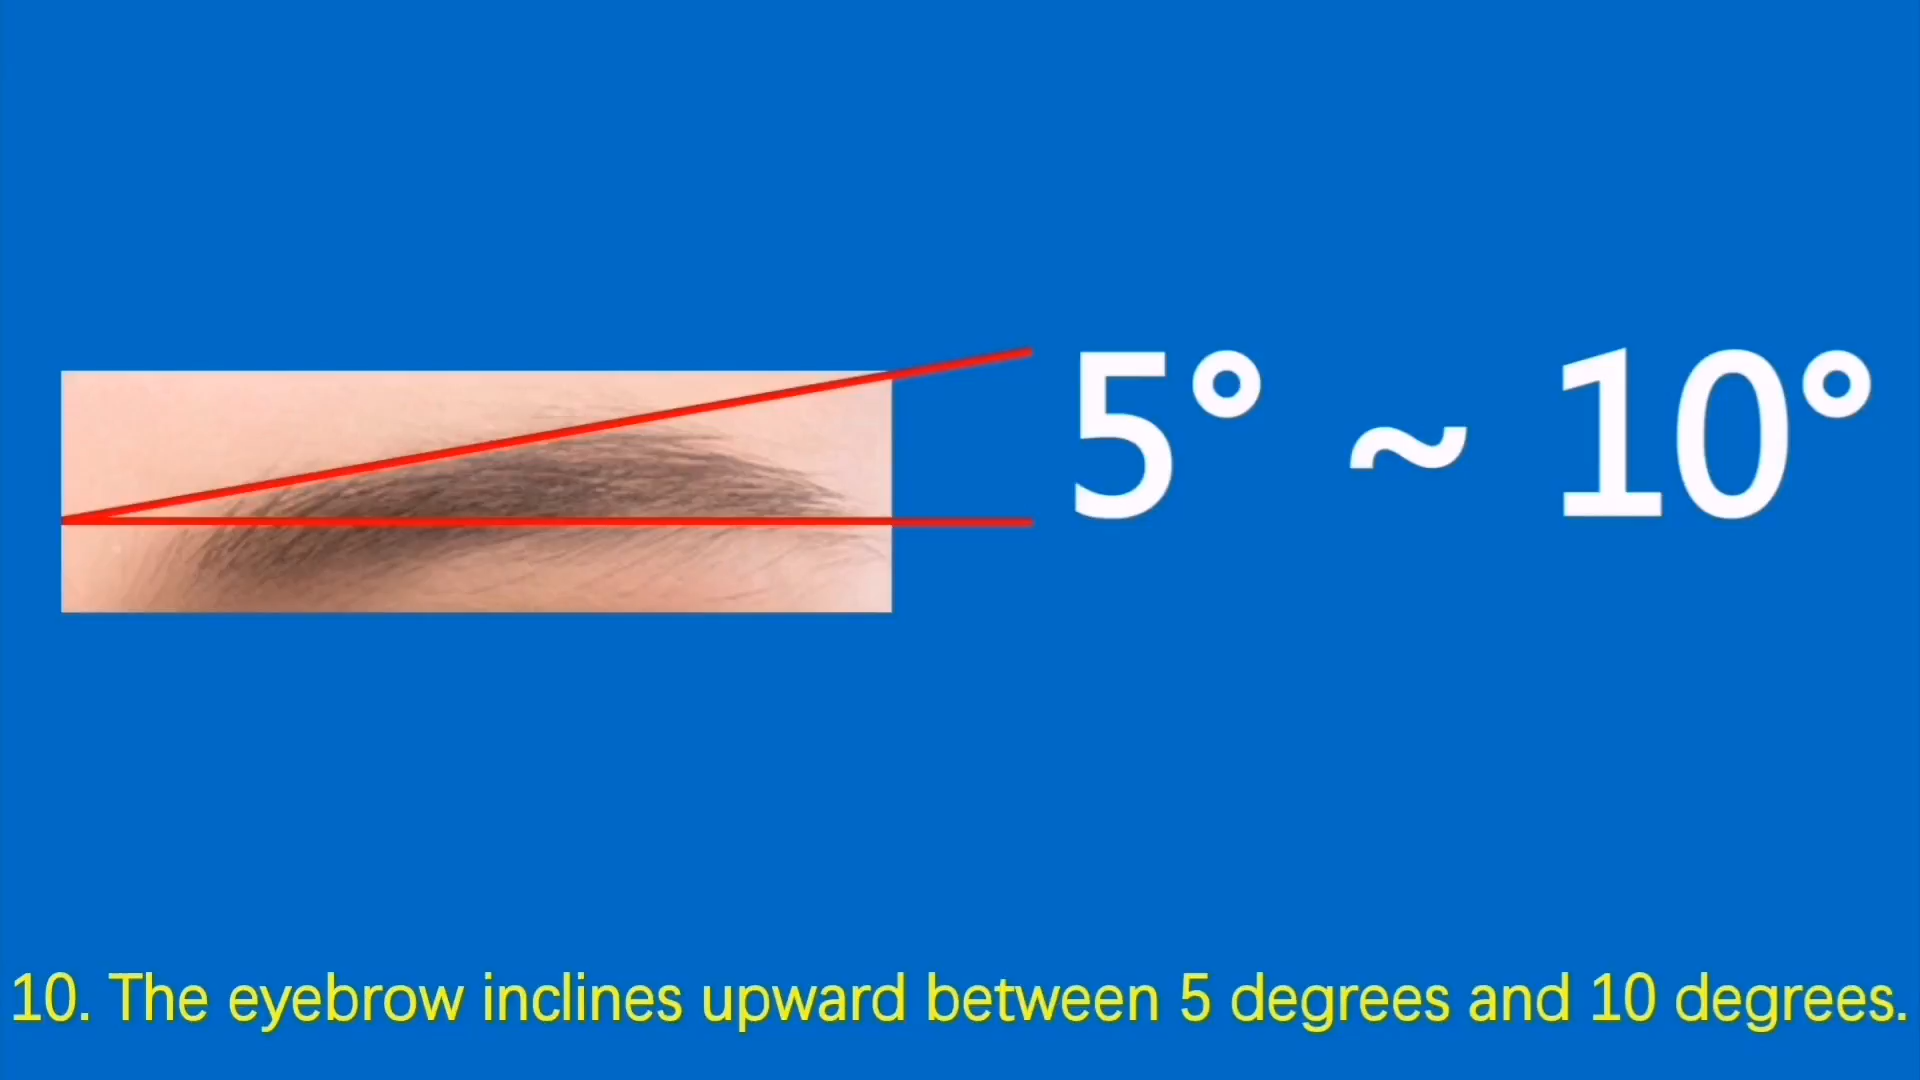 5° ~ 10°
10. The eyebrow inclines upward between 5 degrees and 10 degrees.